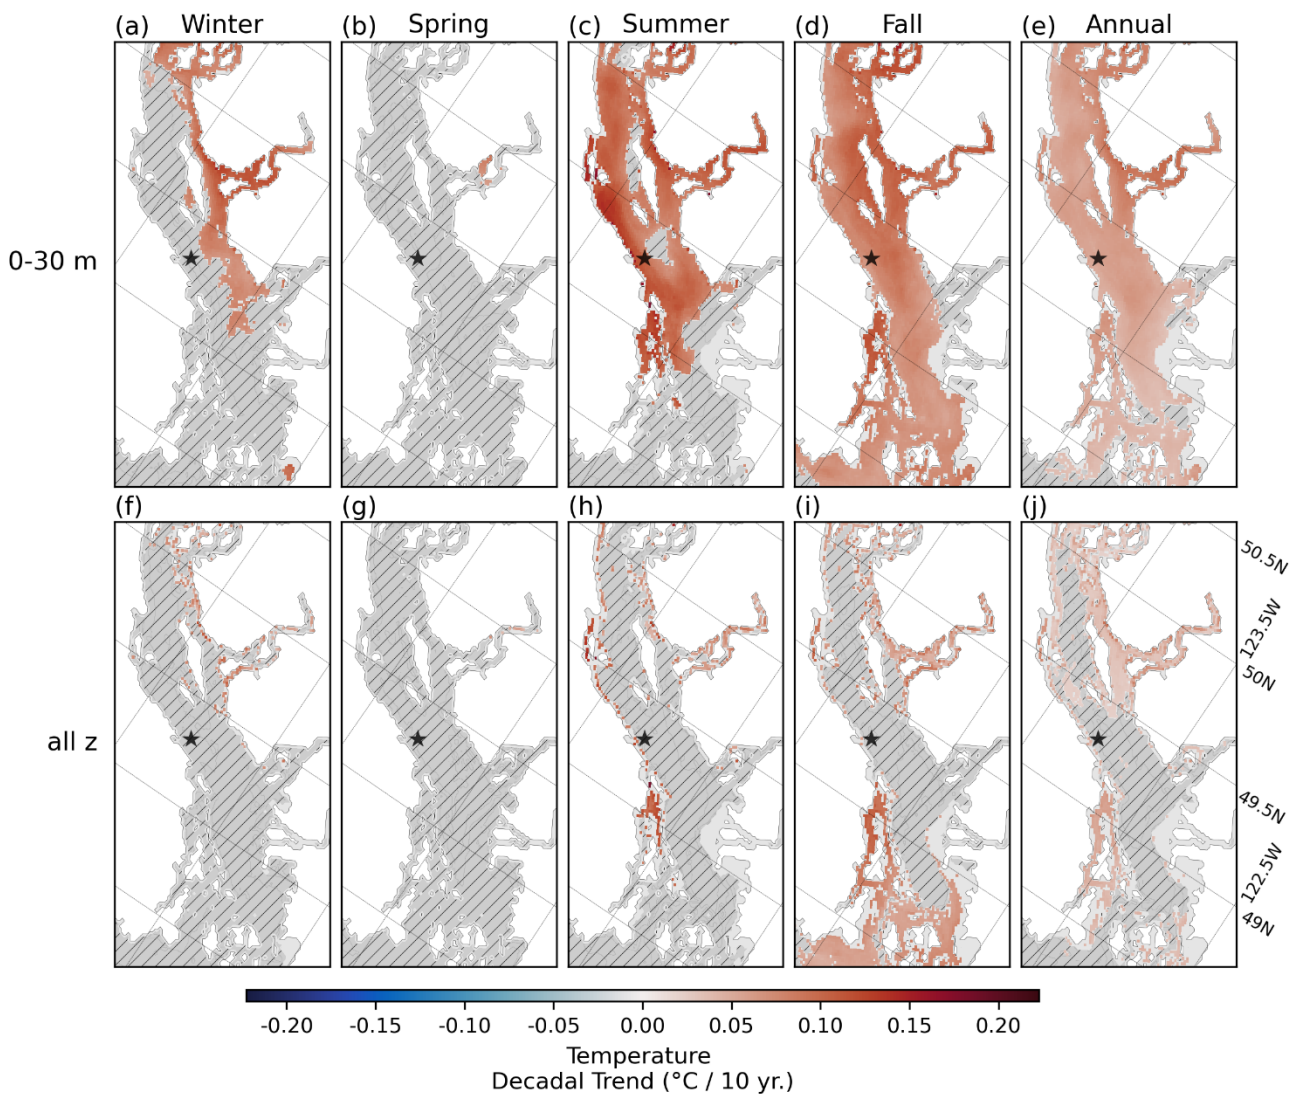 (a) Winter
(b) Spring
(c) Summer
(d) Fall
(e) Annual
0-30 m
(f)
(g)
(h)
(i)
(j)
all z
50.5N
123.5W
50N
49.5N
122.5W
49N
-0.20 -0.15 -0.10 -0.05 0.00 0.05 0.10 0.15 0.20
Temperature
Decadal Trend (°C / 10 yr.)